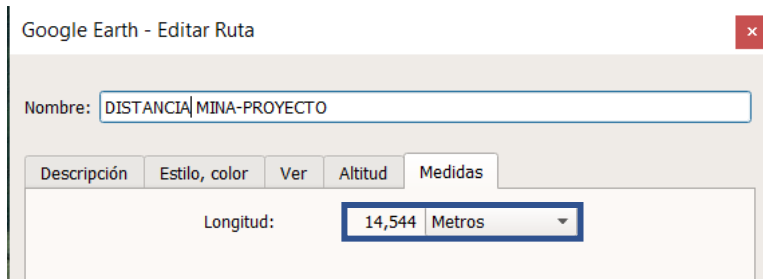 Google Earth - Editar Ruta
Nombre: DISTANCIA MINA-PROYECTO
Descripción Estilo, color Ver Altitud Medidas
Longitud: 14,544 Metros